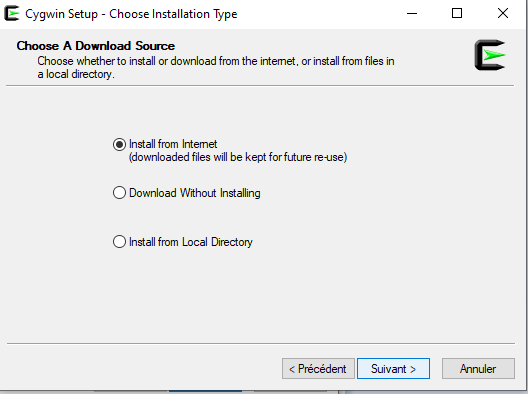 Cygwin Setup - Choose Installation Type
Choose A Download Source
Choose whether to install or download from the internet, or install from files in
a local directory.
Install from Internet
(downloaded files will be kept for future re-use)
Download Without Installing
Install from Local Directory
< Précédent
Suivant >
Annuler